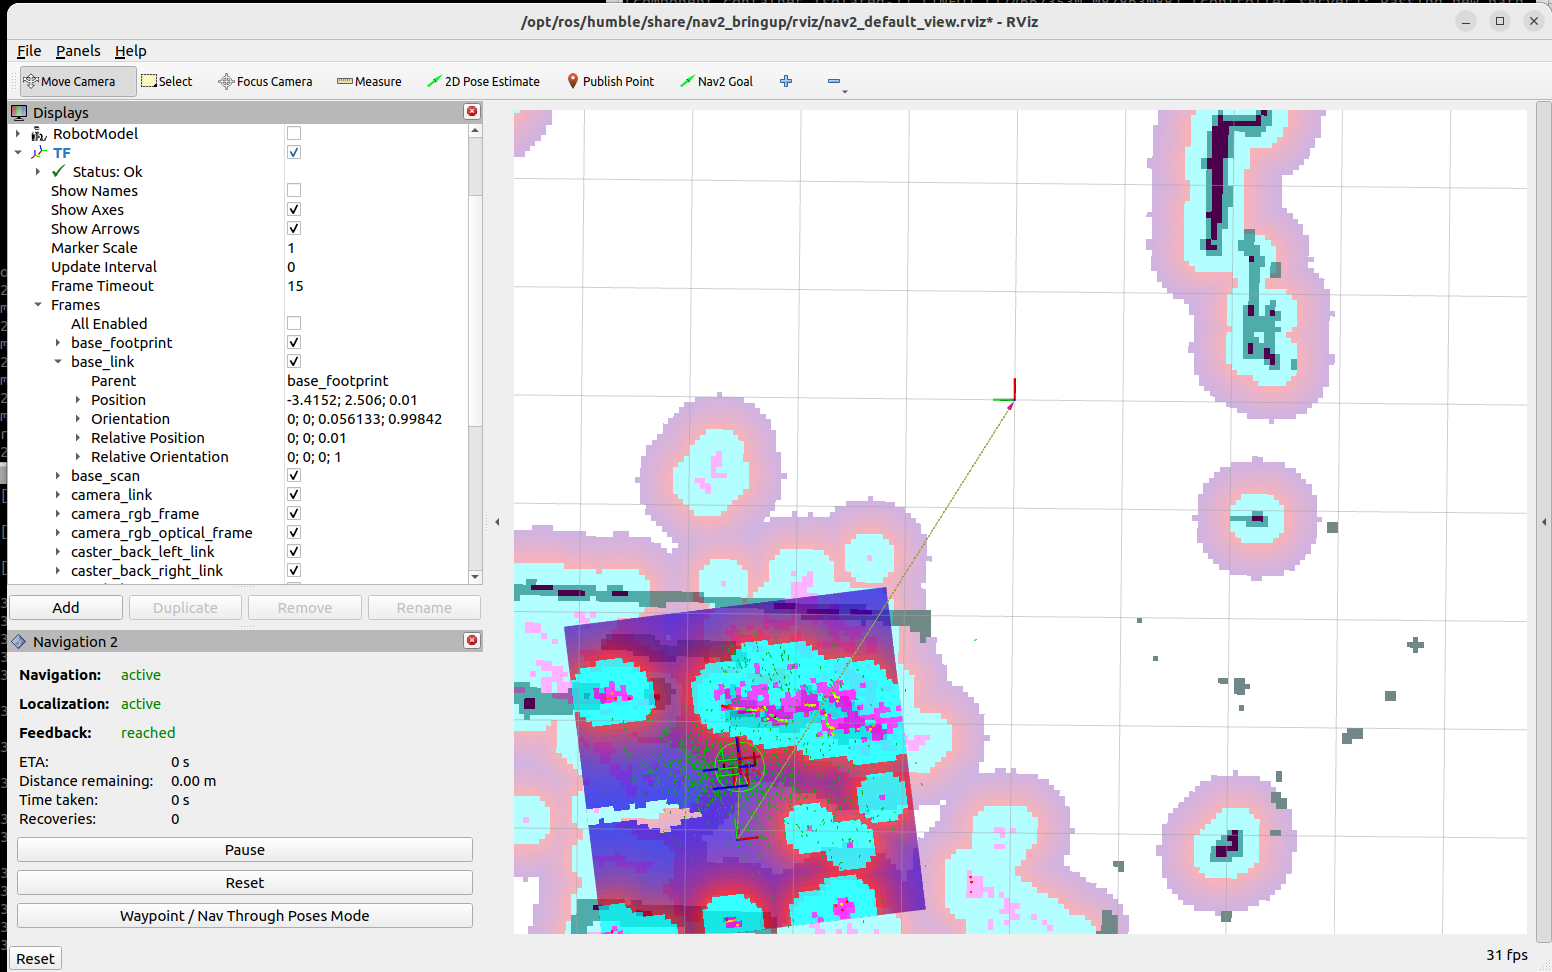 /opt/ros/humble/share/nav2_bringup/rviz/nav2_default_view.rviz* - RViz
File Panels Help
Move Camera Select Focus Camera Measure 2D Pose Estimate Publish Point Nav2 Goal
Displays
RobotModel
TF
Status: Ok
Show Names
Show Axes
Show Arrows
Marker Scale 1
Update Interval 0
Frame Timeout 15
Frames
All Enabled
base_footprint
base_link
Parent base_footprint
Position -3.4152; 2.506; 0.01
Orientation 0; 0; 0.056133; 0.99842
Relative Position 0; 0; 0.01
Relative Orientation 0; 0; 0; 1
base_scan
camera_link
camera_rgb_frame
camera_rgb_optical_frame
caster_back_left_link
caster_back_right_link
Add Duplicate Remove Rename
Navigation 2
Navigation: active
Localization: active
Feedback: reached
ETA: 0 s
Distance remaining: 0.00 m
Time taken: 0 s
Recoveries: 0
Pause
Reset
Waypoint / Nav Through Poses Mode
Reset
31 fps